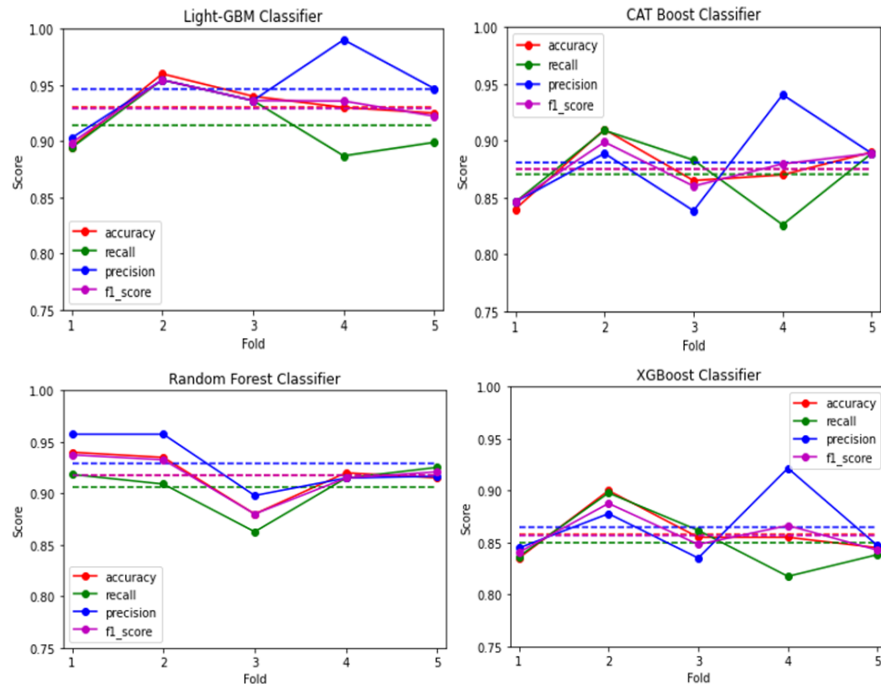 Light-GBM Classifier
1.00
0.95
0.90
0.85
0.80
0.75
Score
accuracy
recall
precision
f1_score
1 2 3 4 5
Fold
CAT Boost Classifier
1.00
0.95
0.90
0.85
0.80
0.75
Score
accuracy
recall
precision
f1_score
1 2 3 4 5
Fold
Random Forest Classifier
1.00
0.95
0.90
0.85
0.80
0.75
Score
accuracy
recall
precision
f1_score
1 2 3 4 5
Fold
XGBoost Classifier
1.00
0.95
0.90
0.85
0.80
0.75
Score
accuracy
recall
precision
f1_score
1 2 3 4 5
Fold